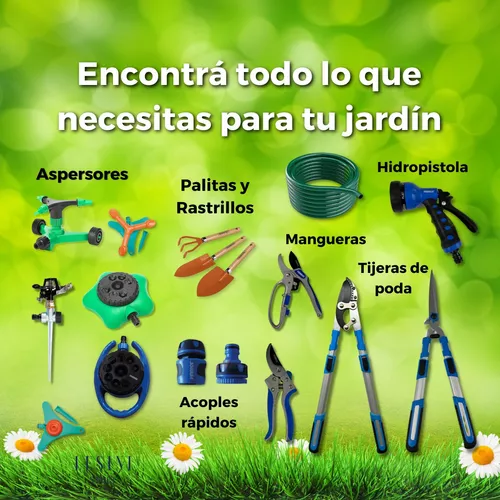 Encontrá todo lo que
necesitas para tu jardín
Aspersores
Palitas y
Rastrillos
Hidropistola
Mangueras
Tijeras de
poda
Acoples
rápidos